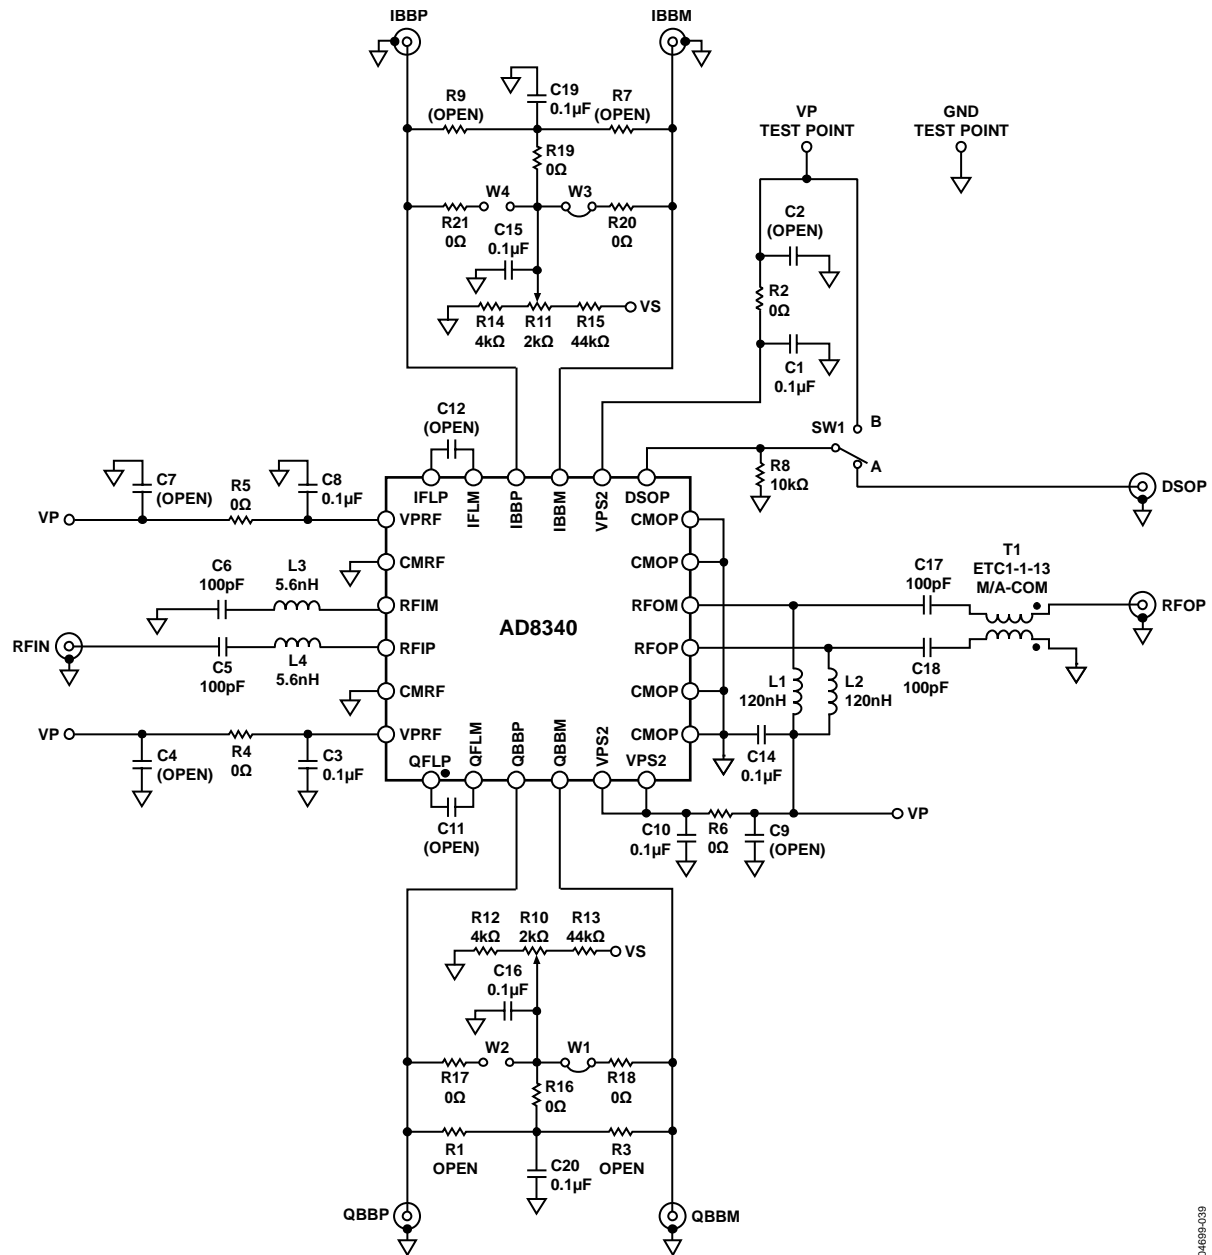 IBBP
IBBM
R9
(OPEN)
C19
0.1µF
R7
(OPEN)
VP
TEST POINT
GND
TEST POINT
R19
0Ω
W4
W3
R21
0Ω
R20
0Ω
C15
0.1µF
C2
(OPEN)
R2
0Ω
VS
R14
4kΩ
R11
2kΩ
R15
44kΩ
C1
0.1µF
C12
(OPEN)
SW1
B
A
R8
10kΩ
DSOP
C7
(OPEN)
R5
0Ω
C8
0.1µF
VP
IFLP
IFLM
IBBP
IBBM
VPS2
DSOP
VPRF
CMOP
CMRF
CMOP
C6
100pF
L3
5.6nH
RFIM
RFOM
C17
100pF
T1
ETC1-1-13
M/A-COM
RFOP
AD8340
RFIN
C5
100pF
L4
5.6nH
RFIP
RFOP
C18
100pF
CMRF
CMOP
L1
120nH
L2
120nH
VP
VPRF
CMOP
C4
(OPEN)
R4
0Ω
C3
0.1µF
C14
0.1µF
QFLP
QFLM
QBBP
QBBM
VPS2
VPS2
C11
(OPEN)
C10
0.1µF
R6
0Ω
C9
(OPEN)
VP
R12
4kΩ
R10
2kΩ
R13
44kΩ
VS
C16
0.1µF
W2
W1
R17
0Ω
R18
0Ω
R16
0Ω
R1
OPEN
R3
OPEN
C20
0.1µF
QBBP
QBBM
04699-039